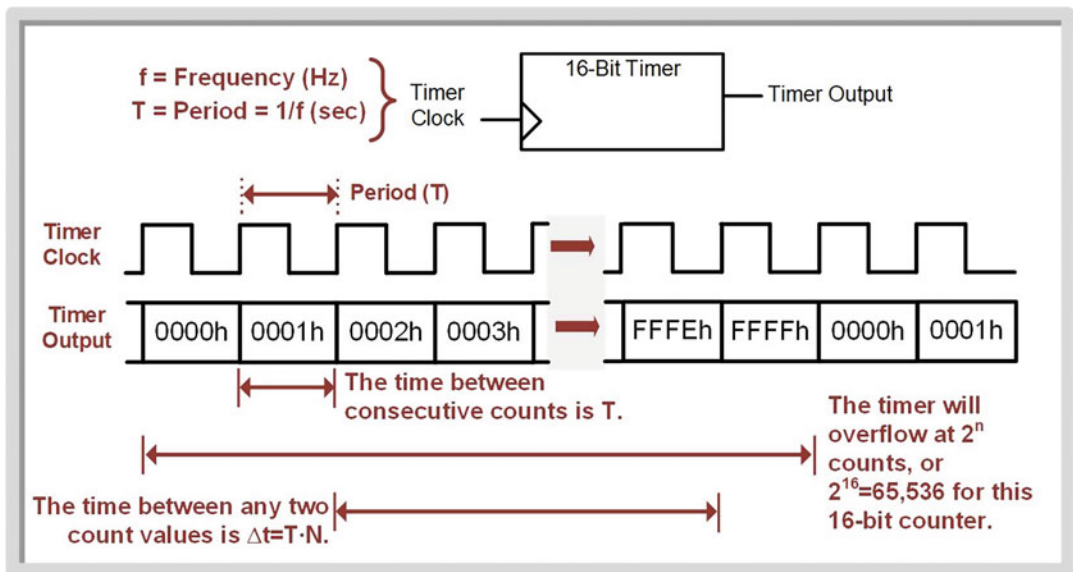 f = Frequency (Hz)
T = Period = 1/f (sec)
Timer
Clock
16-Bit Timer
Timer Output
Period (T)
Timer
Clock
Timer
Output
0000h 0001h 0002h 0003h FFFEh FFFFh 0000h 0001h
The time between
consecutive counts is T.
The timer will
overflow at 2ⁿ
counts, or
2¹⁶=65,536 for this
16-bit counter.
The time between any two
count values is Δt=T·N.